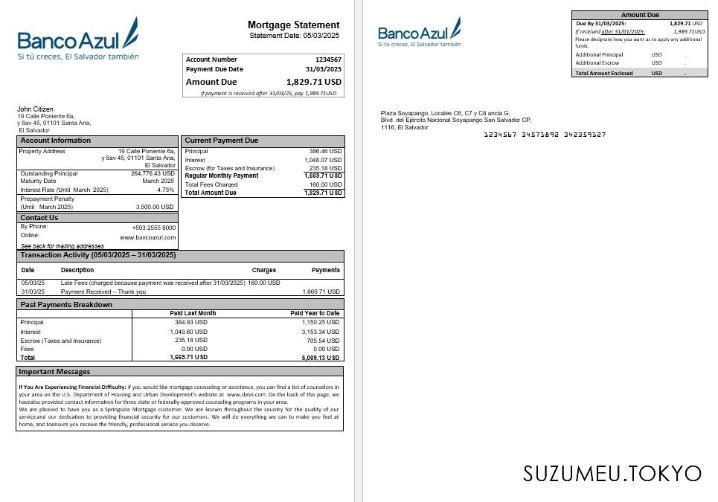 Banco Azul
Si tú creces, El Salvador también
Mortgage Statement
Statement Date: 05/03/2025
Account Number 1234567
Payment Due Date 31/03/2025
Amount Due 1,829.71 USD
If payment is received after 31/03/25, pay 1,989.71USD
John Citizen
19 Calle Poniente 6a,
y 5av 45, 01101 Santa Ana,
El Salvador
Account Information
Property Address 19 Calle Poniente 6a,
y 5av 45, 01101 Santa Ana,
El Salvador
Outstanding Principal 264,776.43 USD
Maturity Date March 2025
Interest Rate (Until March 2025) 4.75%
Prepayment Penalty
(Until March 2025) 3,500.00 USD
Contact Us
By Phone: +503 2555 8000
Online: www.bancoazul.com
See back for mailing addresses
Current Payment Due
Principal 386.46 USD
Interest 1,048.07 USD
Escrow (for Taxes and Insurance) 235.18 USD
Regular Monthly Payment 1,669.71 USD
Total Fees Charged 160.00 USD
Total Amount Due 1,829.71 USD
Transaction Activity (05/03/2025 – 31/03/2025)
Date Description Charges Payments
05/03/25 Late Fees (charged because payment was received after 31/03/2025) 160.00 USD
31/03/25 Payment Received – Thank you 1,669.71 USD
Past Payments Breakdown
Paid Last Month Paid Year to Date
Principal 384.93 USD 1,150.25 USD
Interest 1,049.60 USD 3,153.34 USD
Escrow (Taxes and Insurance) 235.18 USD 705.54 USD
Fees 0.00 USD 0.00 USD
Total 1,669.71 USD 5,009.13 USD
Important Messages
If You Are Experiencing Financial Difficulty: if you would like mortgage counseling or assistance, you can find a list of counselors in
your area on the U.S. Department of Housing and Urban Development's website at
On the back of this page, we
have also provided contact information for three state or federally-approved counseling programs in your area.
We are pleased to have you as a Springside Mortgage customer. We are known throughout the country for the quality of our
service and our dedication to providing financial security for our customers. We will do everything we can to make you feel at
home, and to ensure you receive the friendly, professional service you deserve.
Banco Azul
Si tú creces, El Salvador también
Amount Due
Due By 31/03/2025: 1,829.71 USD
If received after 31/03/2025: 1,989.71USD
Please designate how you want us to apply any additional
funds.
Additional Principal USD .
Additional Escrow USD .
Total Amount Enclosed USD .
Plaza Soyapango, Locales C6, C7 y C8 ancla G,
Blvd. del Ejército Nacional Soyapango San Salvador CP,
1116, El Salvador
1234567 34571892 342359127
SUZUMEU.TOKYO